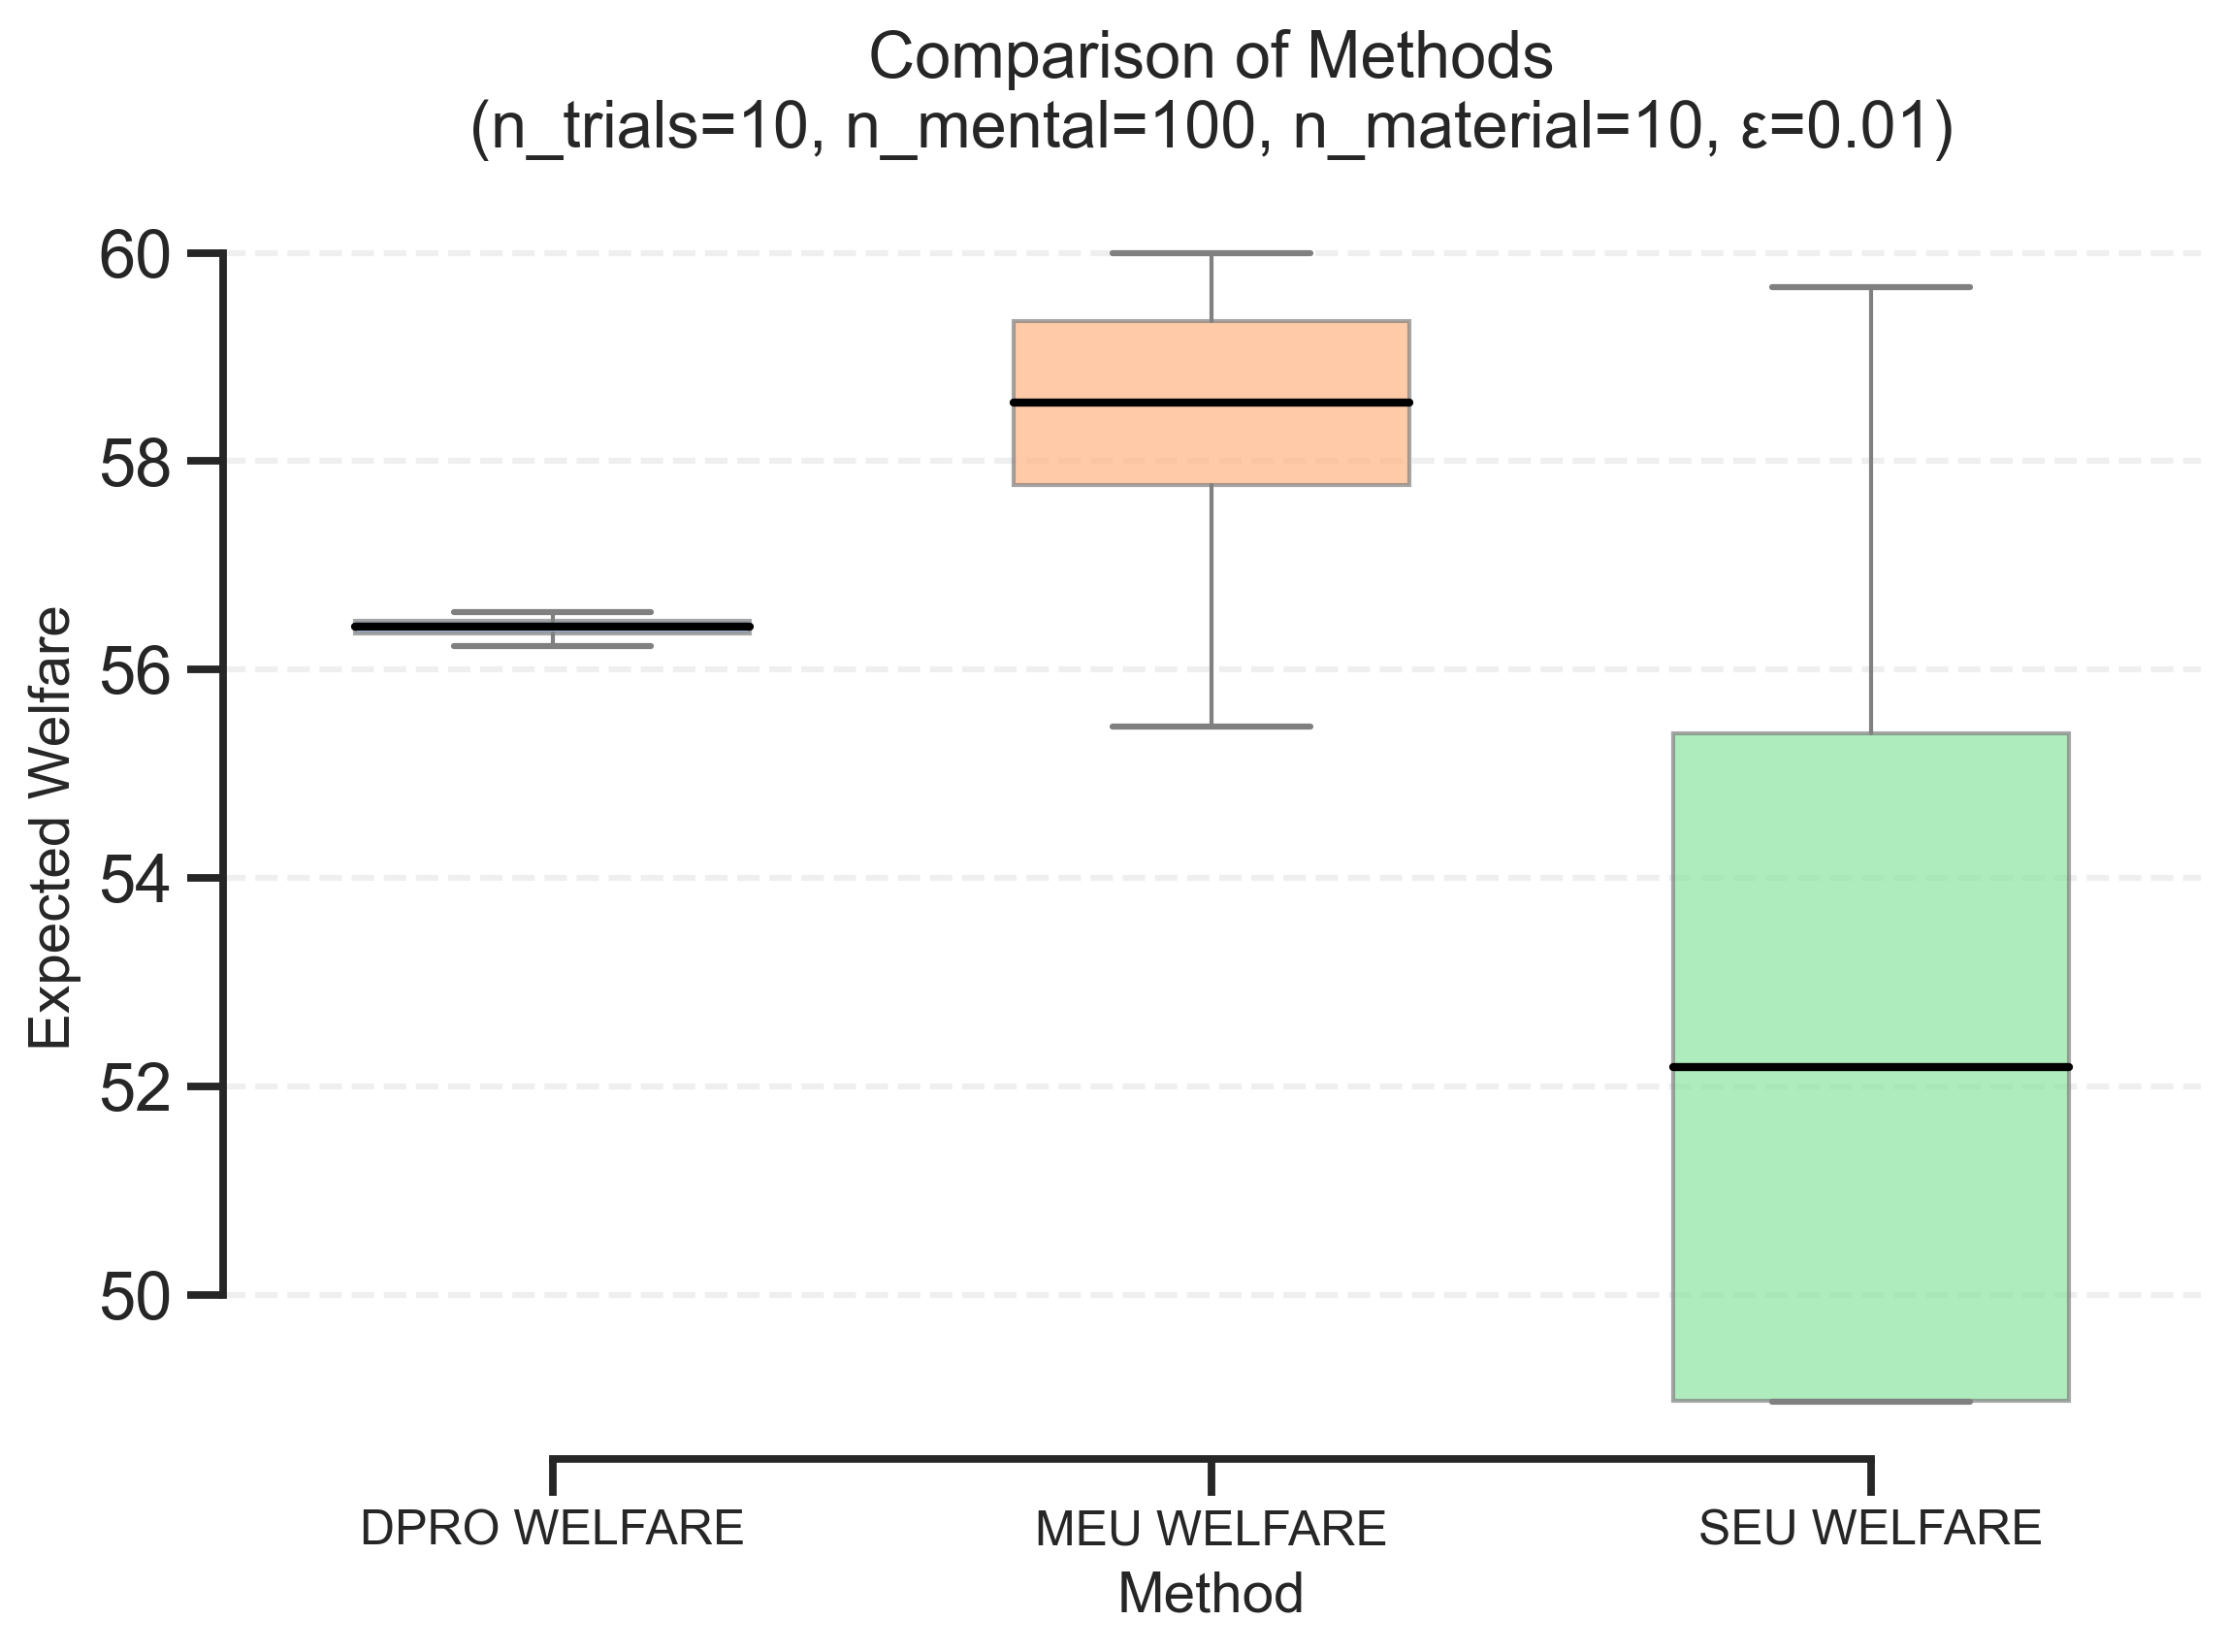 Comparison of Methods
(n_trials=10, n_mental=100, n_material=10, ε=0.01)
Expected Welfare
60
58
56
54
52
50
DPRO WELFARE
MEU WELFARE
SEU WELFARE
Method